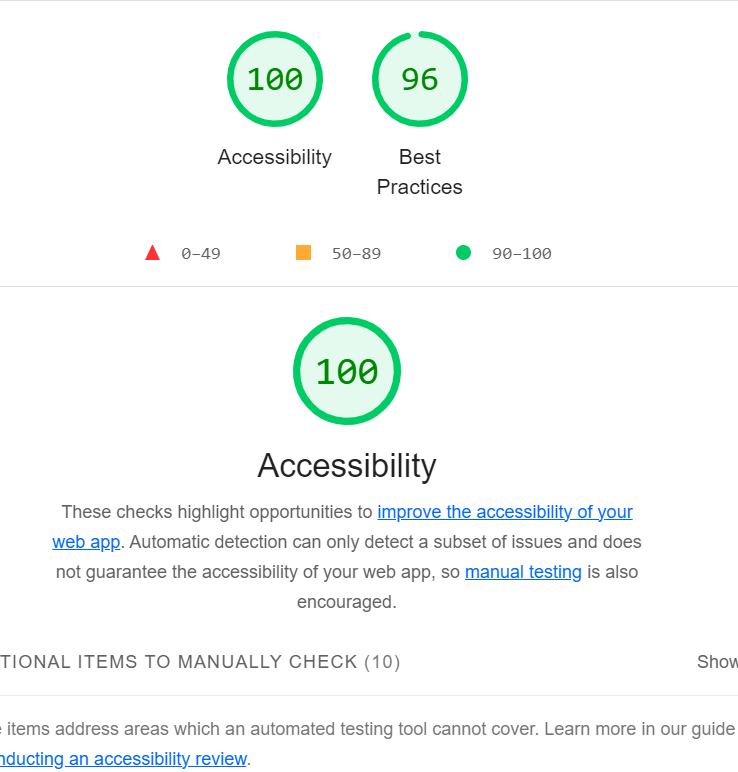 100 96
Accessibility Best
Practices
0–49 50–89 90–100
100
Accessibility
These checks highlight opportunities to improve the accessibility of your
web app. Automatic detection can only detect a subset of issues and does
not guarantee the accessibility of your web app, so manual testing is also
encouraged.
TIONAL ITEMS TO MANUALLY CHECK (10) Show
items address areas which an automated testing tool cannot cover. Learn more in our guide
nducting an accessibility review.